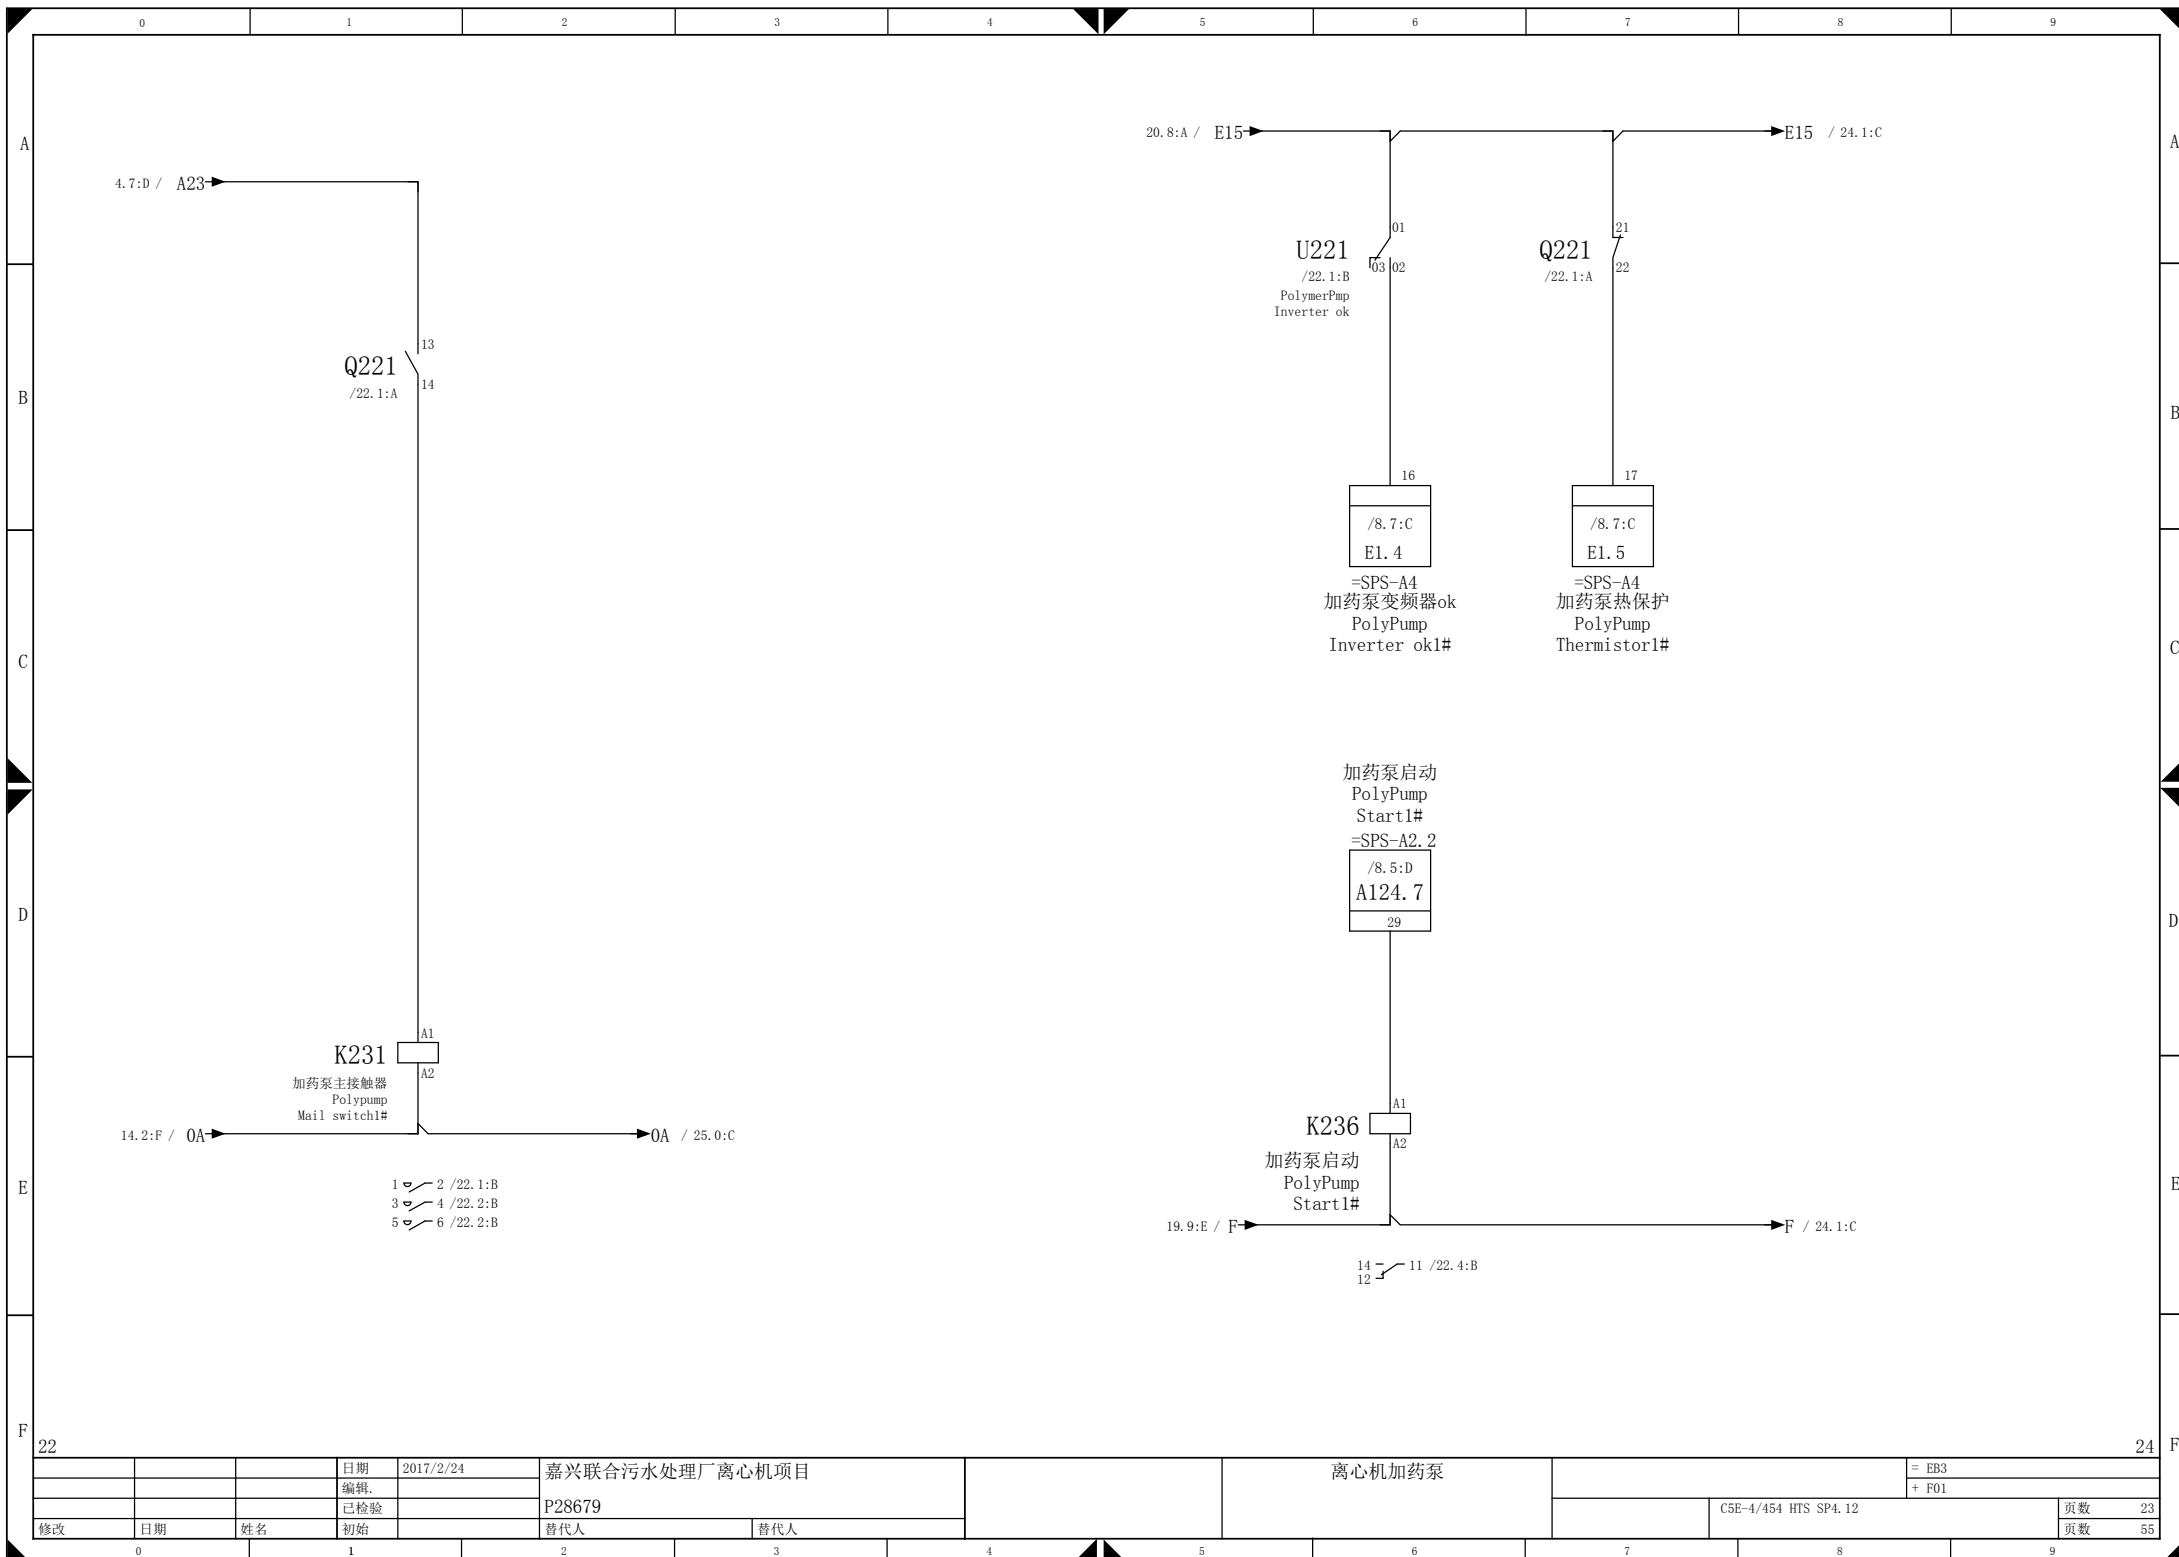 0 1 2 3 4 5 6 7 8 9
A A
20.8:A / E15 E15 / 24.1:C
4.7:D / A23
01
21
U221
03 02
/22.1:B
PolymerPmp
Inverter ok
Q221
22
/22.1:A
13
Q221
14
/22.1:A
B B
16
/8.7:C
E1.4
=SPS-A4
加药泵变频器ok
PolyPump
Inverter ok1#
17
/8.7:C
E1.5
=SPS-A4
加药泵热保护
PolyPump
Thermistor1#
C C
加药泵启动
PolyPump
Start1#
=SPS-A2.2
/8.5:D
A124.7
29
D D
A1
K231
A2
加药泵主接触器
Polypump
Mail switch1#
14.2:F / 0A 0A / 25.0:C
1 2 /22.1:B
3 4 /22.2:B
5 6 /22.2:B
A1
K236
A2
加药泵启动
PolyPump
Start1#
E E
19.9:E / F F / 24.1:C
14 11 /22.4:B
12
F F
22 24
日期 2017/2/24 嘉兴联合污水处理厂离心机项目 离心机加药泵 = EB3
编辑. + F01
已检验 P28679 C5E-4/454 HTS SP4.12 页数 23
修改 日期 姓名 初始 替代人 替代人 页数 55
0 1 2 3 4 5 6 7 8 9